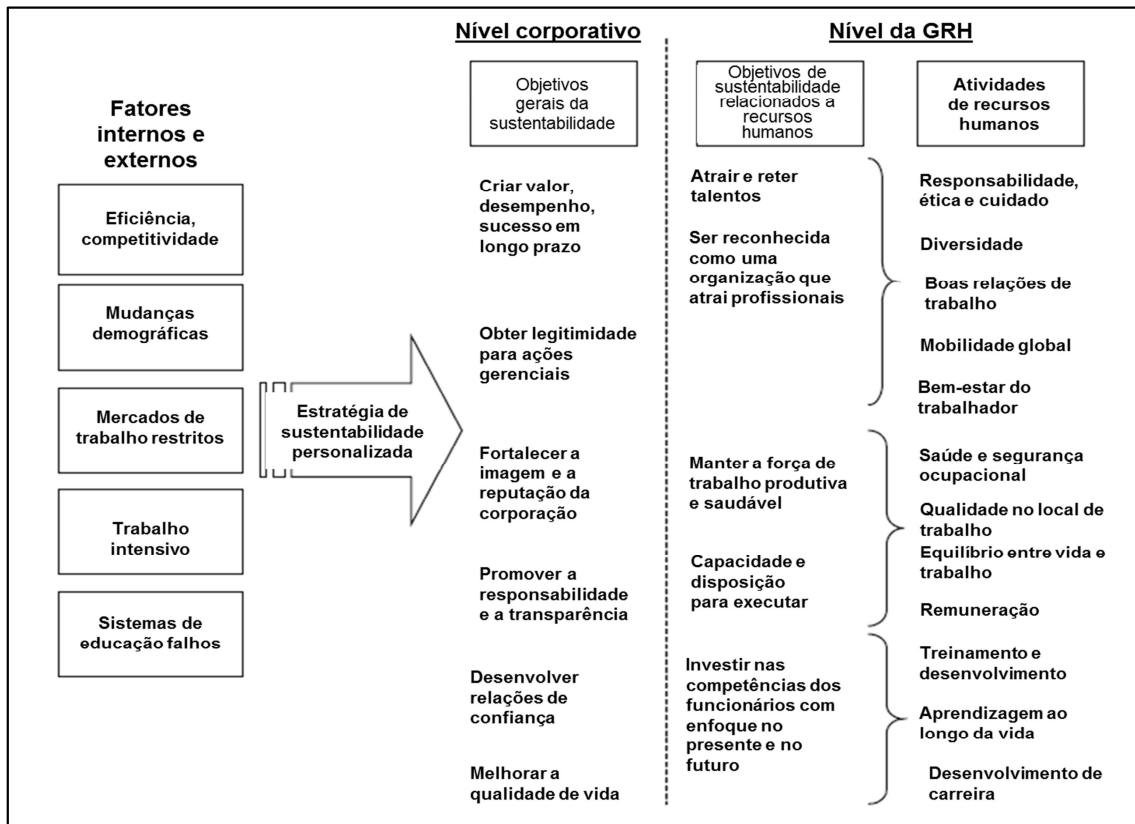 Nível corporativo
Nível da GRH
Fatores
internos e
externos
Eficiência,
competitividade
Mudanças
demográficas
Mercados de
trabalho restritos
Trabalho
intensivo
Sistemas de
educação falhos
Estratégia de
sustentabilidade
personalizada
Objetivos
gerais da
sustentabilidade
Criar valor,
desempenho,
sucesso em
longo prazo
Obter legitimidade
para ações
gerenciais
Fortalecer a
imagem e a
reputação da
corporação
Promover a
responsabilidade
e a transparência
Desenvolver
relações de
confiança
Melhorar a
qualidade de vida
Objetivos de
sustentabilidade
relacionados a
recursos
humanos
Atrair e reter
talentos
Ser reconhecida
como uma
organização que
atrai profissionais
Manter a força de
trabalho produtiva
e saudável
Capacidade e
disposição
para executar
Investir nas
competências dos
funcionários com
enfoque no
presente e no
futuro
Atividades
de recursos
humanos
Responsabilidade,
ética e cuidado
Diversidade
Boas relações de
trabalho
Mobilidade global
Bem-estar do
trabalhador
Saúde e segurança
ocupacional
Qualidade no local de
trabalho
Equilíbrio entre vida e
trabalho
Remuneração
Treinamento e
desenvolvimento
Aprendizagem ao
longo da vida
Desenvolvimento de
carreira